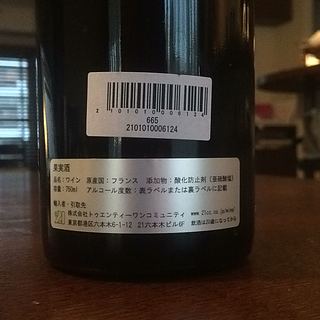 2101010006124
665
2101010006124
果実酒
品名：ワイン 原産国：フランス 添加物：酸化防止剤（亜硫酸塩）
容量：750ml アルコール度数：表ラベルまたは裏ラベルに記載
輸入者・引取先
株式会社トゥエンティーワンコミュニティ www.21cc.co.jp/wine/
東京都港区六本木6-1-12 21六本木ビル6F 飲酒は20歳になってから